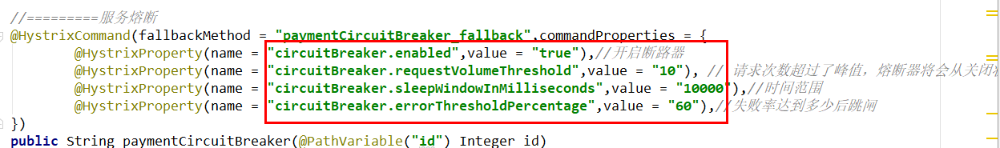 //=========服务熔断
@HystrixCommand(fallbackMethod = "paymentCircuitBreaker_fallback",commandProperties = {
@HystrixProperty(name = "circuitBreaker.enabled",value = "true"),//开启断路器
@HystrixProperty(name = "circuitBreaker.requestVolumeThreshold",value = "10"), // 请求次数超过了峰值，熔断器将会从关闭
@HystrixProperty(name = "circuitBreaker.sleepWindowInMilliseconds",value = "10000"),//时间范围
@HystrixProperty(name = "circuitBreaker.errorThresholdPercentage",value = "60"),//失败率达到多少后跳闸
})
public String paymentCircuitBreaker(@PathVariable("id") Integer id)